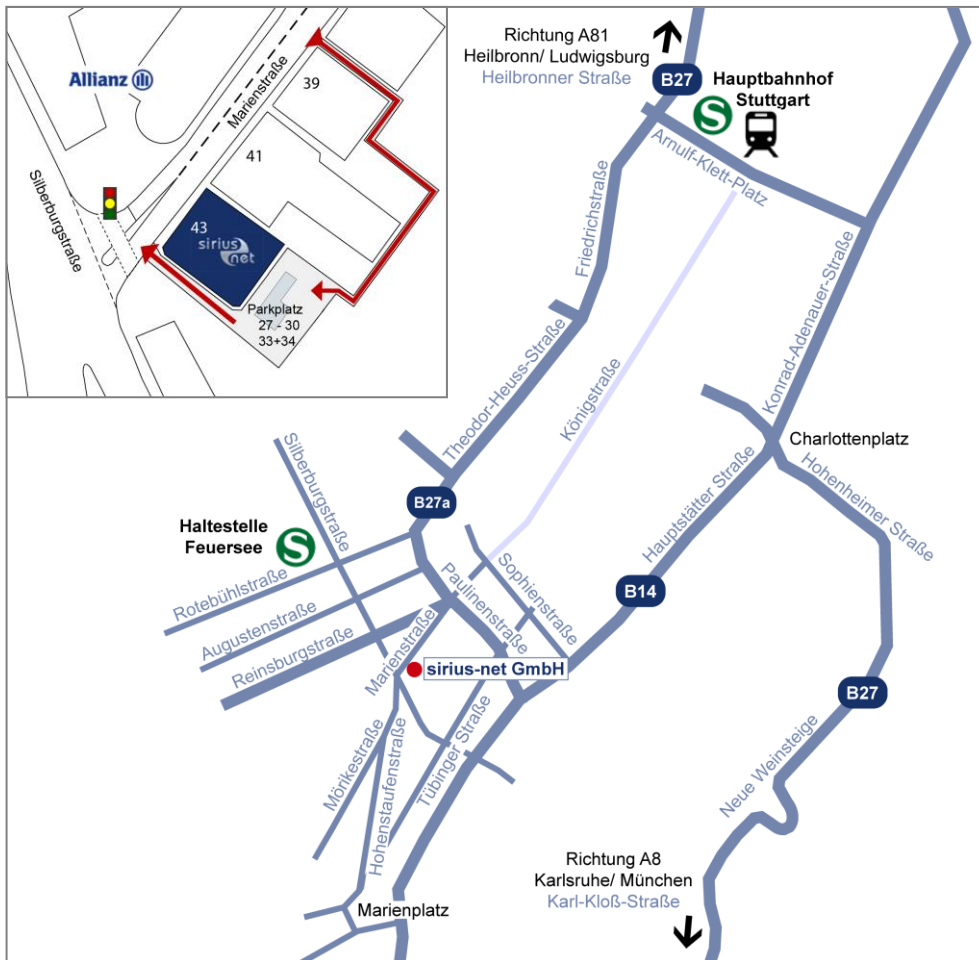 Allianz
Marienstraße
39
41
43
sirius
net
Silberburgstraße
Parkplatz
27 - 30
33+34
Richtung A81
Heilbronn/ Ludwigsburg
Heilbronner Straße
B27
Hauptbahnhof
Stuttgart
S
Arnulf-Klett-Platz
Friedrichstraße
Konrad-Adenauer-Straße
Königstraße
Theodor-Heuss-Straße
Charlottenplatz
Hohenheimer Straße
Hauptstätter Straße
B27a
Silberburgstraße
Haltestelle
Feuersee
S
Rotebühlstraße
Augustenstraße
Reinsburgstraße
Marienstraße
Paulinenstraße
Sophienstraße
B14
sirius-net GmbH
B27
Mörikestraße
Hohenstaufenstraße
Tübinger Straße
Neue Weinsteige
Richtung A8
Karlsruhe/ München
Karl-Kloß-Straße
Marienplatz